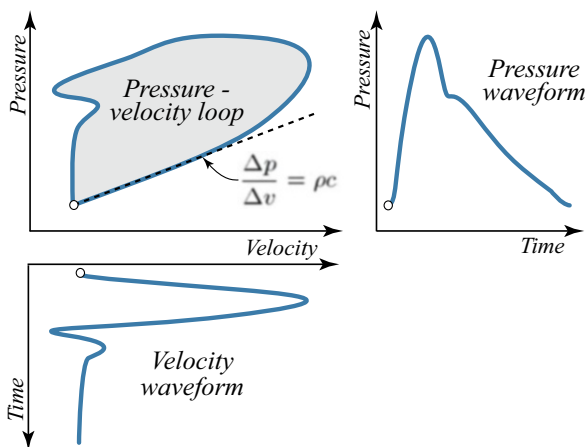 Pressure
Pressure -
velocity loop
Δp
Δv
= ρc
Velocity
Pressure
Pressure
waveform
Time
Time
Velocity
waveform